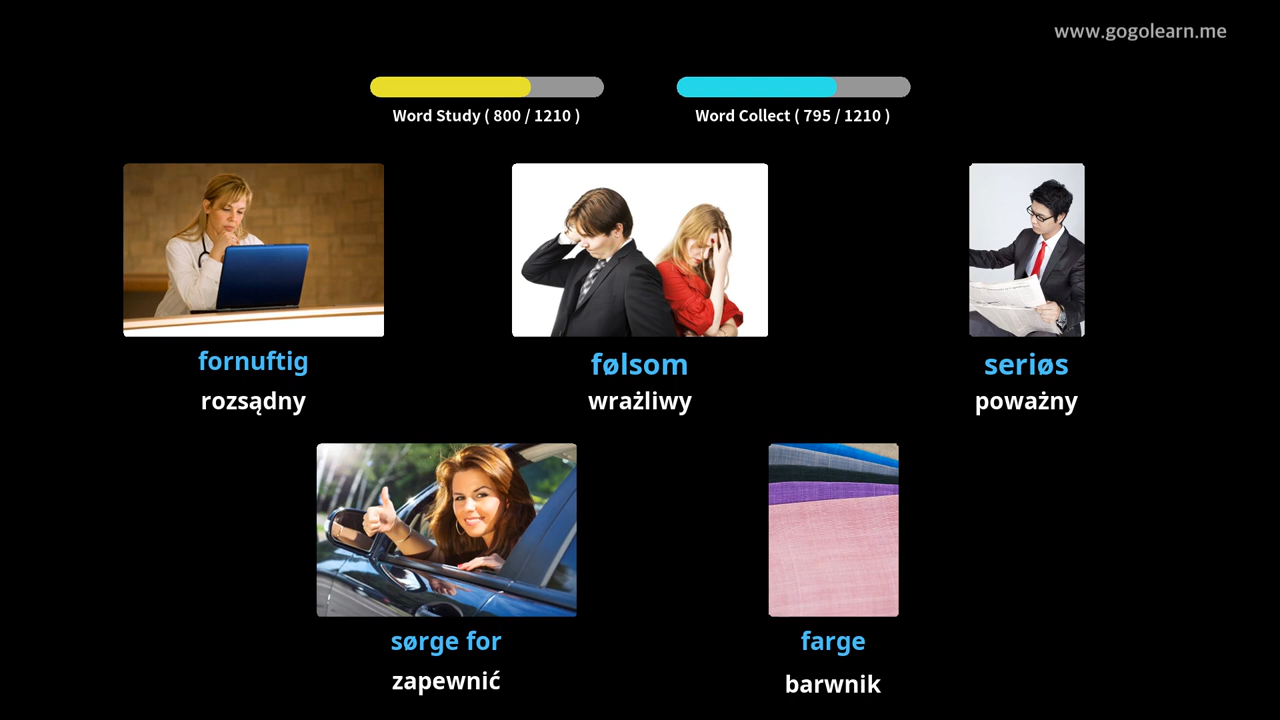 www.gogolearn.me
Word Study ( 800 / 1210 )
Word Collect ( 795 / 1210 )
fornuftig
følsom
seriøs
rozsądny
wrażliwy
poważny
sørge for
farge
zapewnić
barwnik